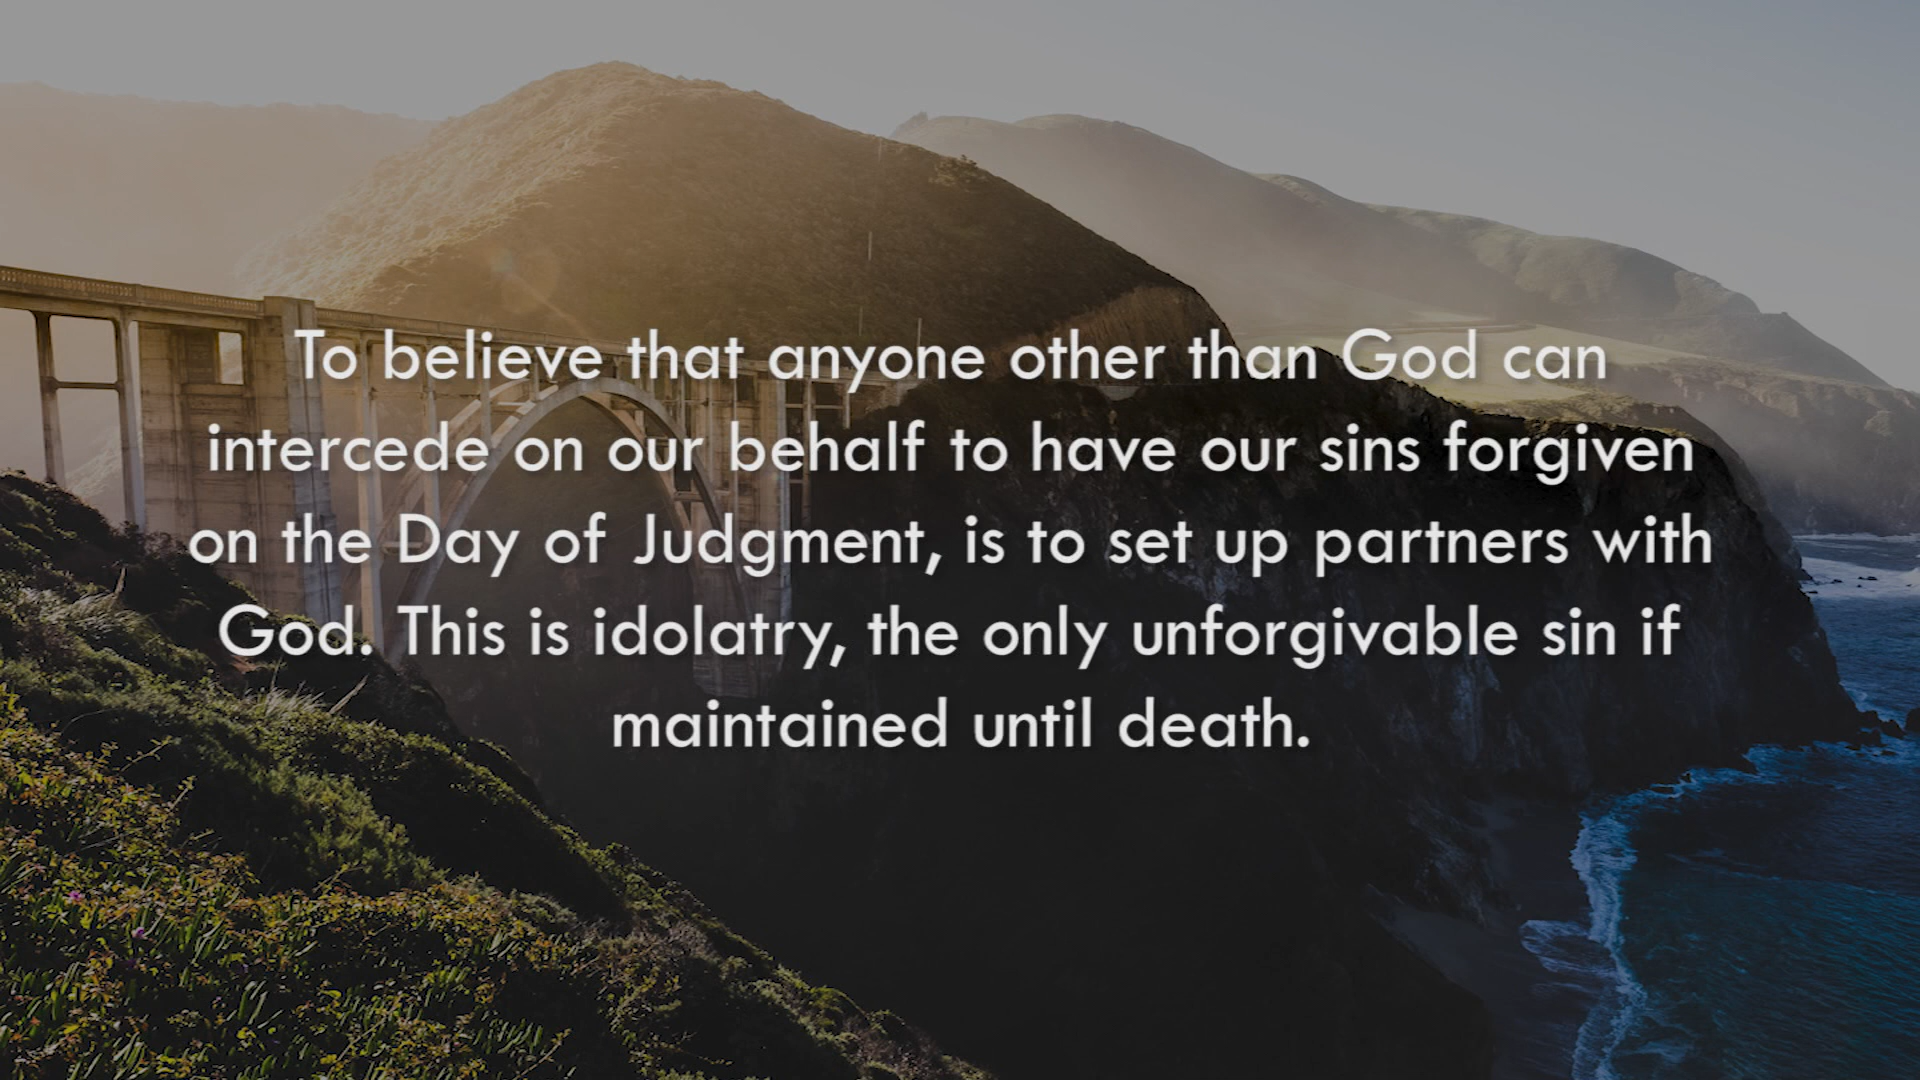 To believe that anyone other than God can
intercede on our behalf to have our sins forgiven
on the Day of Judgment, is to set up partners with
God. This is idolatry, the only unforgivable sin if
maintained until death.